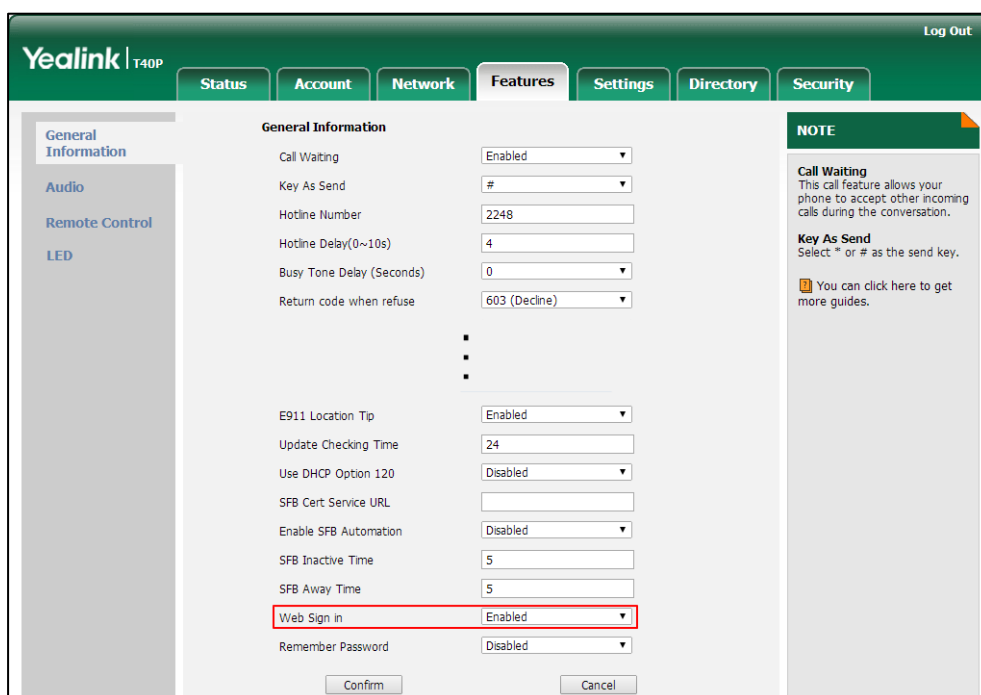 Log Out
Yealink T40P
Status Account Network Features Settings Directory Security
General
Information
Audio
Remote Control
LED
General Information
Call Waiting Enabled
Key As Send #
Hotline Number 2248
Hotline Delay(0~10s) 4
Busy Tone Delay (Seconds) 0
Return code when refuse 603 (Decline)
E911 Location Tip Enabled
Update Checking Time 24
Use DHCP Option 120 Disabled
SFB Cert Service URL
Enable SFB Automation Disabled
SFB Inactive Time 5
SFB Away Time 5
Web Sign in Enabled
Remember Password Disabled
Confirm Cancel
NOTE
Call Waiting
This call feature allows your
phone to accept other incoming
calls during the conversation.
Key As Send
Select * or # as the send key.
? You can click here to get
more guides.